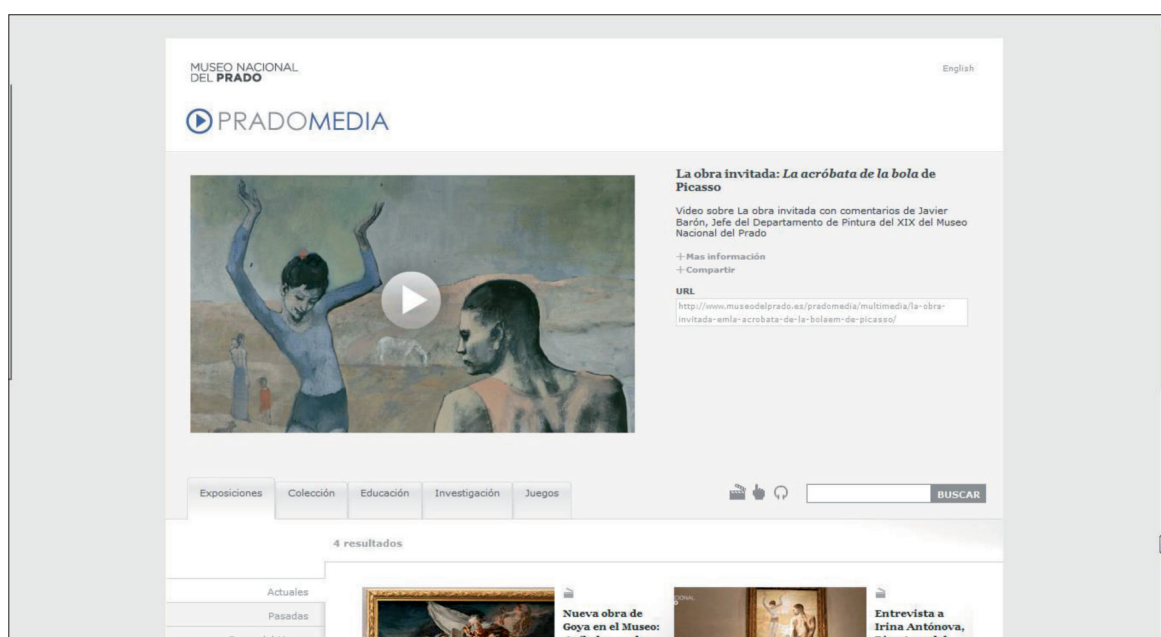 MUSEO NACIONAL
DEL PRADO
English
PRADOMEDIA
La obra invitada: La acróbata de la bola de
Picasso
Video sobre La obra invitada con comentarios de Javier
Barón, Jefe del Departamento de Pintura del XIX del Museo
Nacional del Prado
+Mas información
+Compartir
URL
http://www.museodelprado.es/pradomedia/multimedia/la-obra-
invitada-emla-acrobata-de-la-bolaem-de-picasso/
Exposiciones
Colección
Educación
Investigación
Juegos
BUSCAR
4 resultados
Actuales
Pasadas
Nueva obra de
Goya en el Museo:
Entrevista a
Irina Antónova,